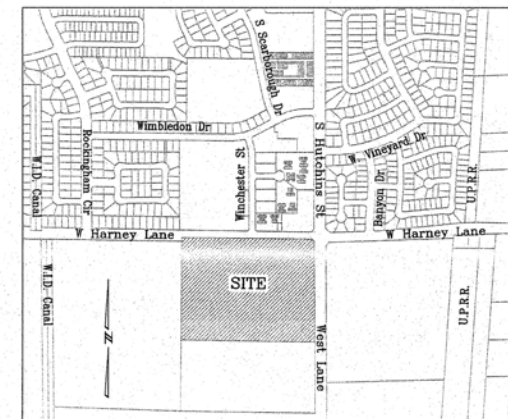 S Scarborough Dr
Wimbledon Dr
S Hutchins St
W. Vineyard Dr
Rockingham Cir
Winchester St
Banyon Dr
U.P.R.R.
W.I.D Canal
W Harney Lane
W Harney Lane
W.I.D Canal
SITE
N
West Lane
U.P.R.R.